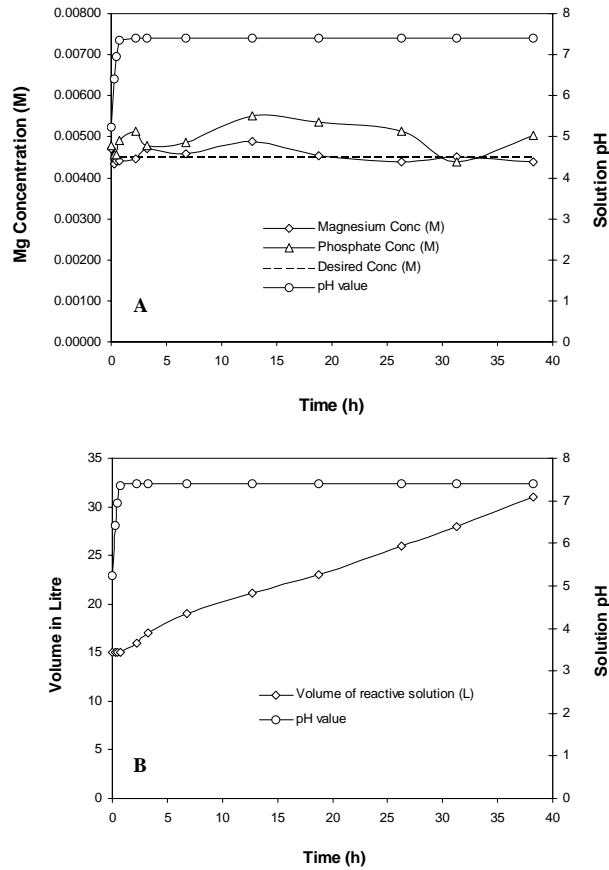 0.00800
0.00700
0.00600
0.00500
0.00400
0.00300
0.00200
0.00100
0.00000
Mg Concentration (M)
8
7
6
5
4
3
2
1
0
Solution pH
Magnesium Conc (M)
Phosphate Conc (M)
Desired Conc (M)
pH value
A
0 5 10 15 20 25 30 35 40
Time (h)
35
30
25
20
15
10
5
0
Volume in Litre
8
7
6
5
4
3
2
1
0
Solution pH
Volume of reactive solution (L)
pH value
B
0 5 10 15 20 25 30 35 40
Time (h)